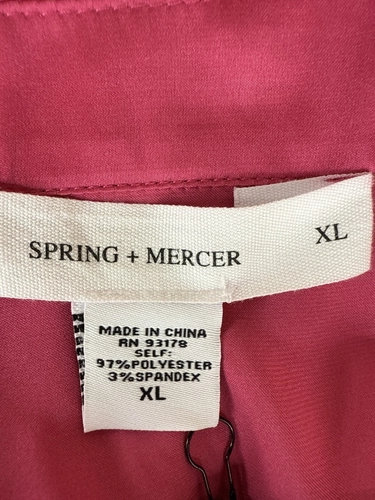 SPRING + MERCER XL
MADE IN CHINA
RN 93178
SELF:
97%POLYESTER
3%SPANDEX
XL